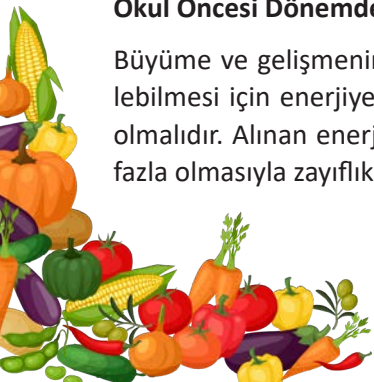 Okul Öncesi Dönemde
Büyüme ve gelişmenin
lebilmesi için enerjiye
olmalıdır. Alınan enerj
fazla olmasıyla zayıflık